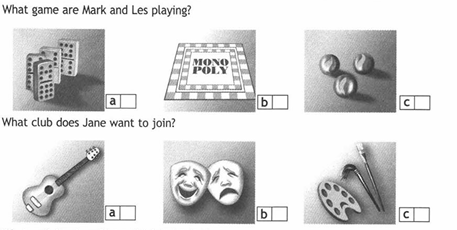 What game are Mark and Les playing?
MONO
POLY
a b c
What club does Jane want to join?
a b c